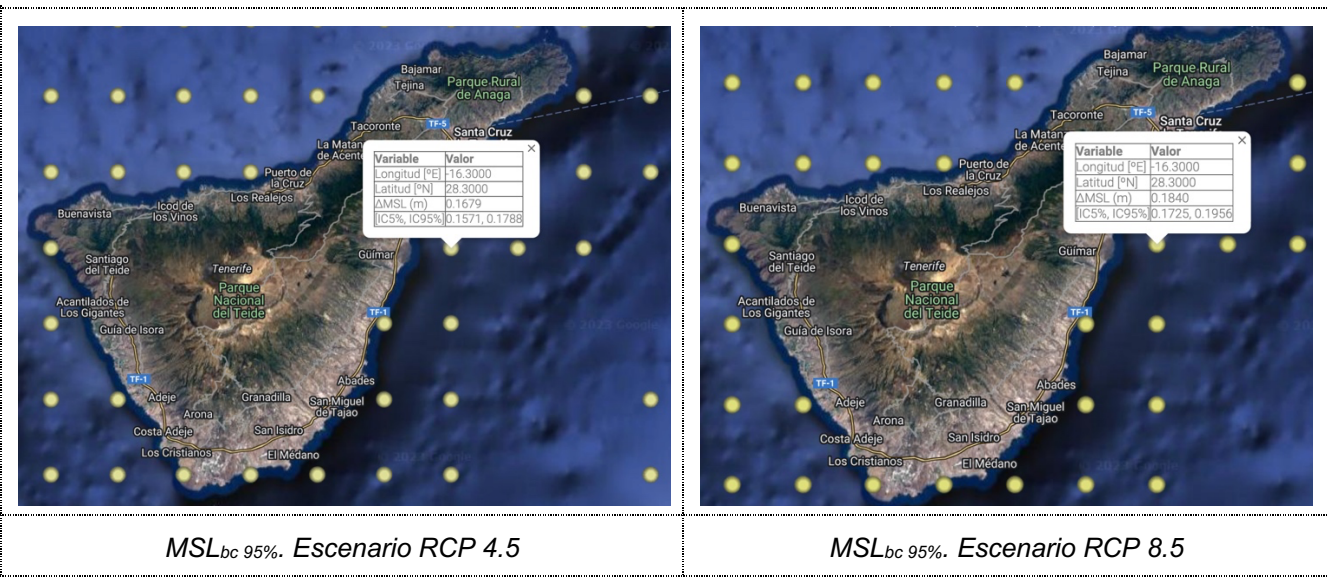 Bajamar
Tejina
Parque Rural
de Anaga
Tacoronte
TF-5
Santa Cruz
La Matan
de Acente
×
Variable Valor
Longitud [ºE] -16.3000
Latitud [ºN] 28.3000
ΔMSL (m) 0.1679
[IC5%, IC95%] 0.1571, 0.1788
Puerto de
la Cruz
Los Realejos
Icod de
los Vinos
Buenavista
Güímar
Santiago
del Teide
Tenerife
Parque
Nacional
del Teide
Acantilados de
Los Gigantes
TF-1
Guía de Isora
TF-1
Abades
Adeje
Granadilla
San Miguel
de Tajao
Arona
Costa Adeje
San Isidro
Los Cristianos
El Médano
MSLbc 95%. Escenario RCP 4.5
Bajamar
Tejina
Parque Rural
de Anaga
Tacoronte
TF-5
Santa Cruz
La Matan
de Acente
×
Variable Valor
Longitud [ºE] -16.3000
Latitud [ºN] 28.3000
ΔMSL (m) 0.1840
[IC5%, IC95%] 0.1725, 0.1956
Puerto de
la Cruz
Los Realejos
Icod de
los Vinos
Buenavista
Güímar
Santiago
del Teide
Tenerife
Parque
Nacional
del Teide
Acantilados de
Los Gigantes
TF-1
Guía de Isora
TF-1
Abades
Adeje
Granadilla
San Miguel
de Tajao
Arona
Costa Adeje
San Isidro
Los Cristianos
El Médano
MSLbc 95%. Escenario RCP 8.5